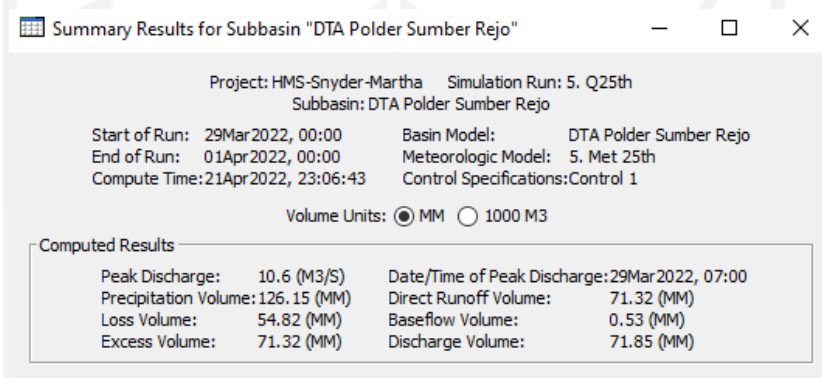 Summary Results for Subbasin "DTA Polder Sumber Rejo"
Project: HMS-Snyder-Martha Simulation Run: 5. Q25th
Subbasin: DTA Polder Sumber Rejo
Start of Run: 29Mar2022, 00:00 Basin Model: DTA Polder Sumber Rejo
End of Run: 01Apr2022, 00:00 Meteorologic Model: 5. Met 25th
Compute Time:21Apr2022, 23:06:43 Control Specifications:Control 1
Volume Units: MM 1000 M3
Computed Results
Peak Discharge: 10.6 (M3/S) Date/Time of Peak Discharge:29Mar2022, 07:00
Precipitation Volume:126.15 (MM) Direct Runoff Volume: 71.32 (MM)
Loss Volume: 54.82 (MM) Baseflow Volume: 0.53 (MM)
Excess Volume: 71.32 (MM) Discharge Volume: 71.85 (MM)